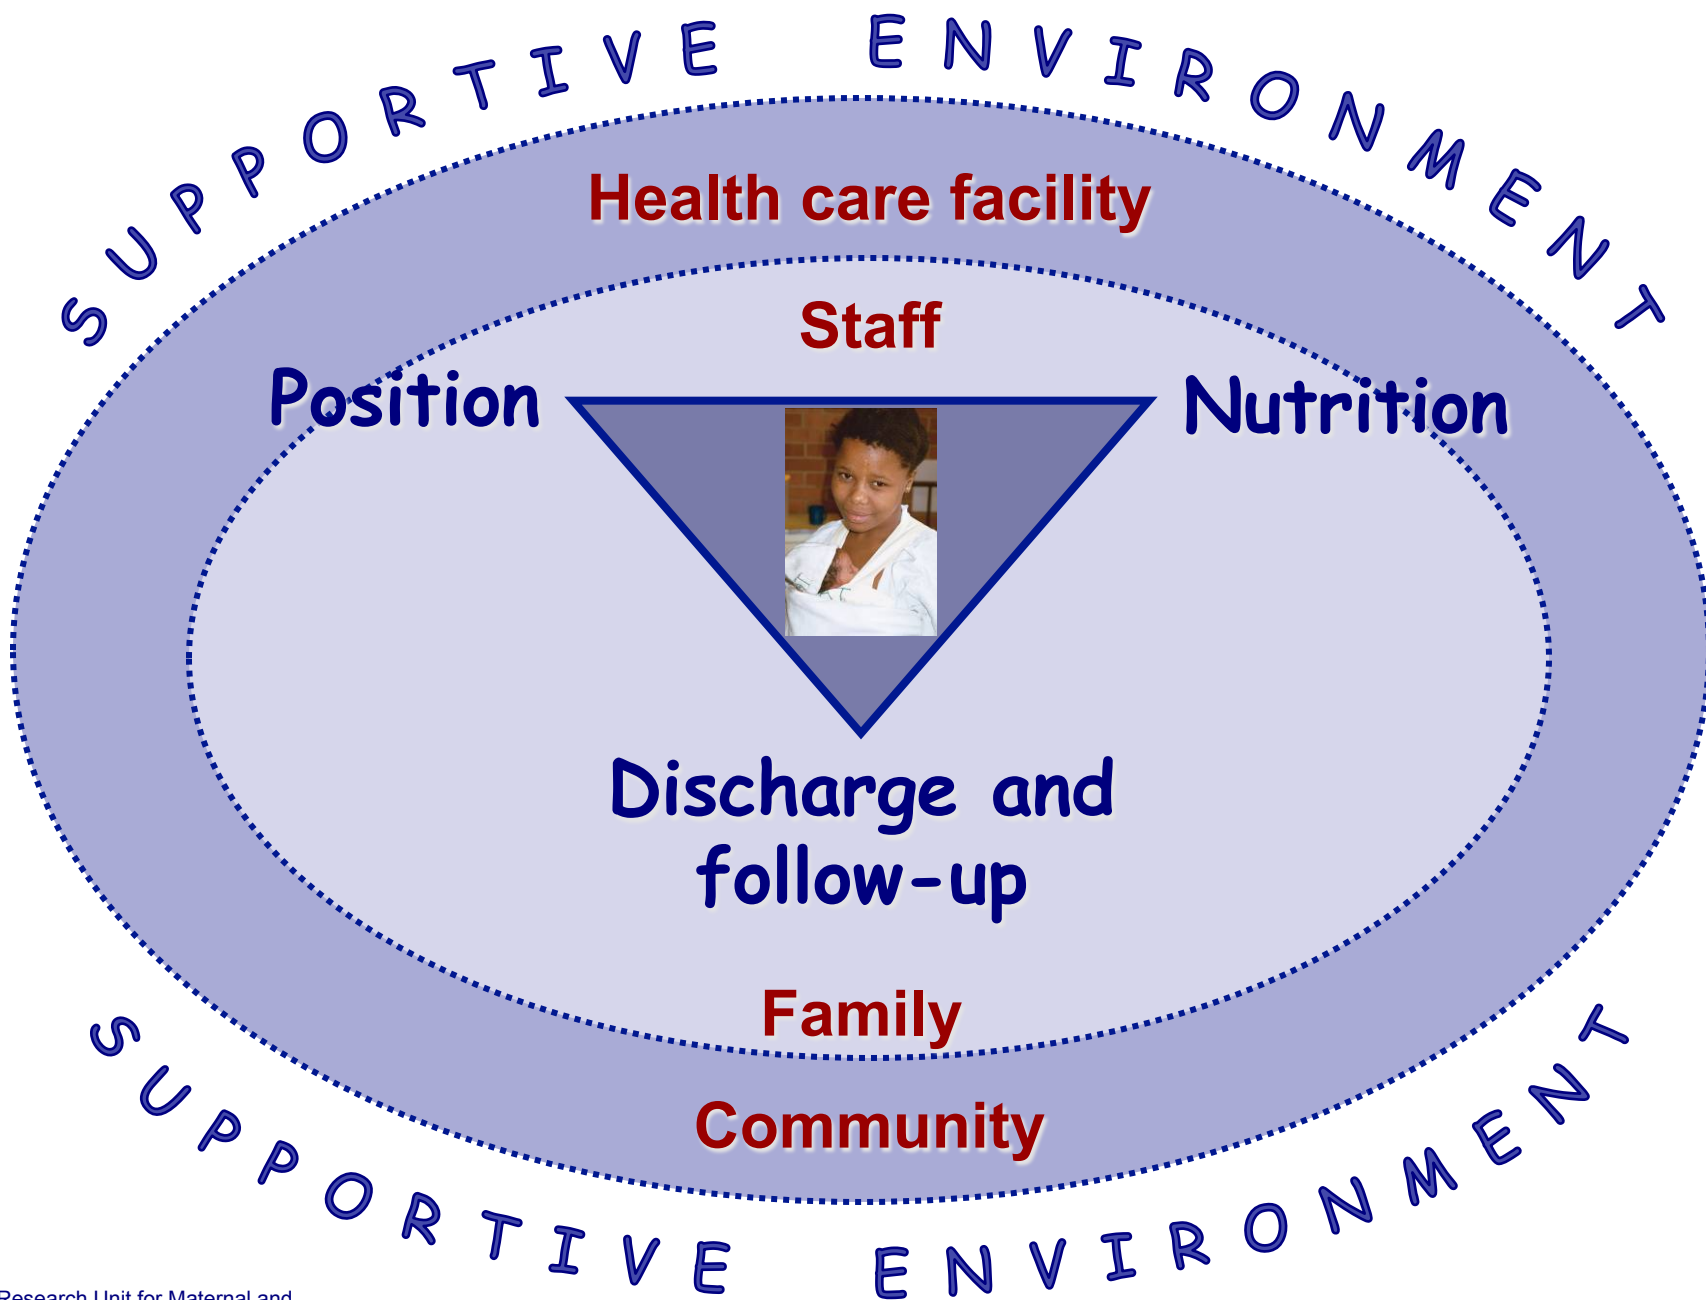 SUPPORTIVE ENVIRONMENT
Health care facility
Staff
Position
Nutrition
Discharge and
follow-up
Family
Community
SUPPORTIVE ENVIRONMENT
Research Unit for Maternal and